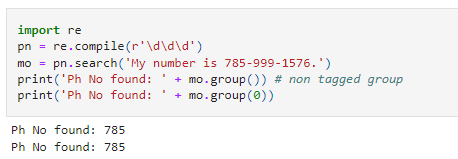 import re
pn = re.compile(r'\d\d\d')
mo = pn.search('My number is 785-999-1576.')
print('Ph No found: ' + mo.group()) # non tagged group
print('Ph No found: ' + mo.group(0))
Ph No found: 785
Ph No found: 785